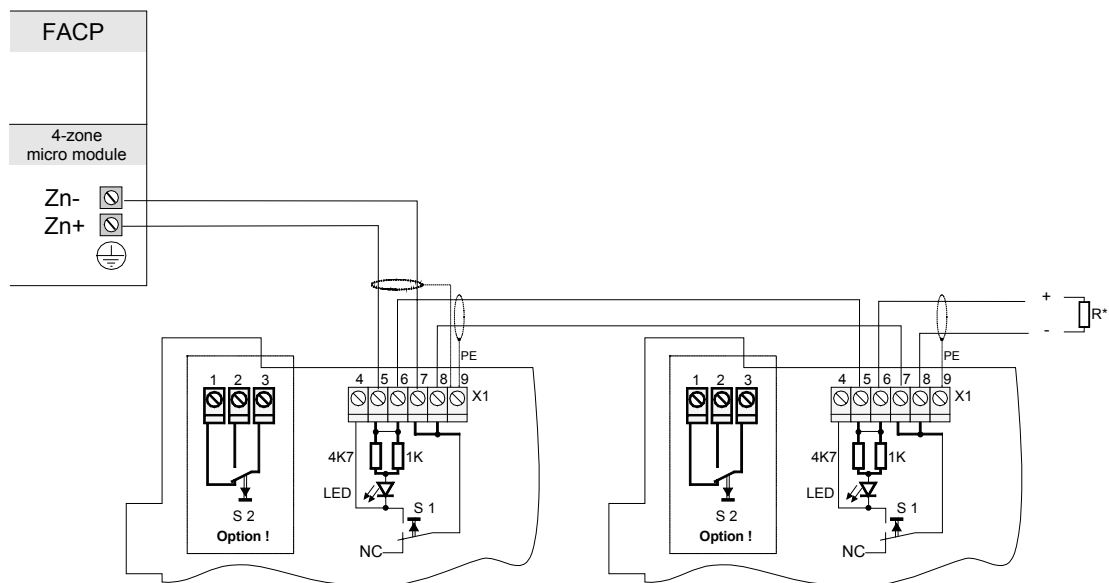 FACP
4-zone
micro module
Zn-
Zn+
+
R*
-
PE
PE
1 2 3
4 5 6 7 8 9
X1
1 2 3
4 5 6 7 8 9
X1
4K7
1K
LED
S 1
S 2
Option !
NC
4K7
1K
LED
S 1
S 2
Option !
NC